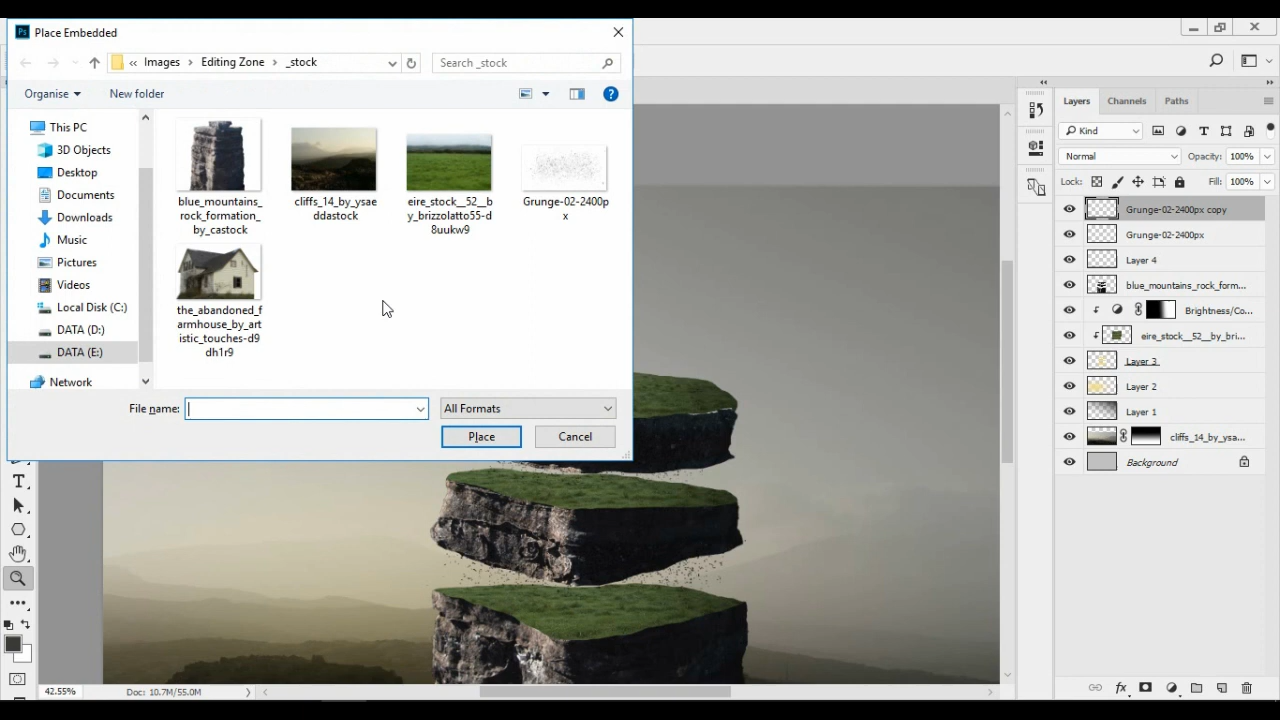 Ps Place Embedded
« Images Editing Zone _stock
Search _stock
Organise New folder
This PC
3D Objects
Desktop
Documents
Downloads
Music
Pictures
Videos
Local Disk (C:)
DATA (D:)
DATA (E:)
Network
blue_mountains_
rock_formation_
by_castock
cliffs_14_by_ysae
ddastock
eire_stock__52__b
y_brizzolatto55-d
8uukw9
Grunge-02-2400p
x
the_abandoned_f
armhouse_by_art
istic_touches-d9
dh1r9
File name:
All Formats
Place
Cancel
Layers Channels Paths
Kind
Normal
Opacity: 100%
Lock:
Fill: 100%
Grunge-02-2400px copy
Grunge-02-2400px
Layer 4
blue_mountains_rock_form...
Brightness/Co...
eire_stock__52__by_bri...
Layer 3
Layer 2
Layer 1
cliffs_14_by_ysa...
Background
fx
42.55%
Doc: 10.7M/55.0M